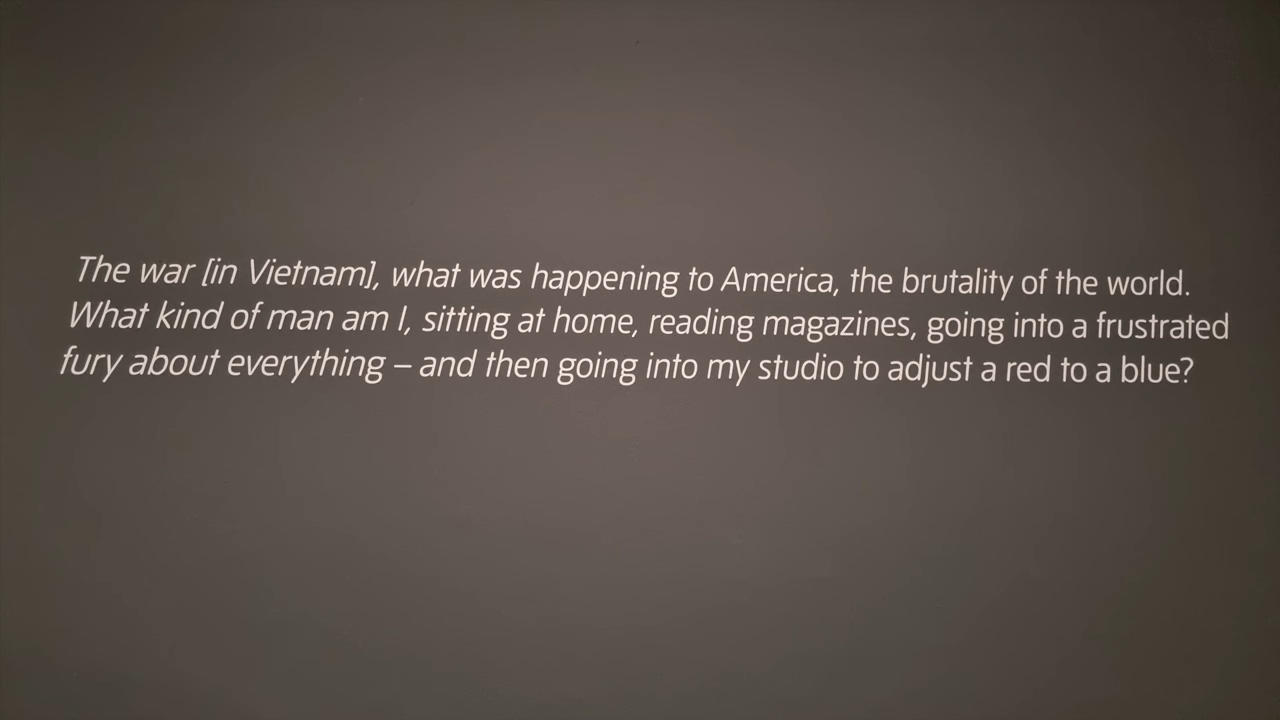 The war [in Vietnam], what was happening to America, the brutality of the world.
What kind of man am I, sitting at home, reading magazines, going into a frustrated
fury about everything – and then going into my studio to adjust a red to a blue?